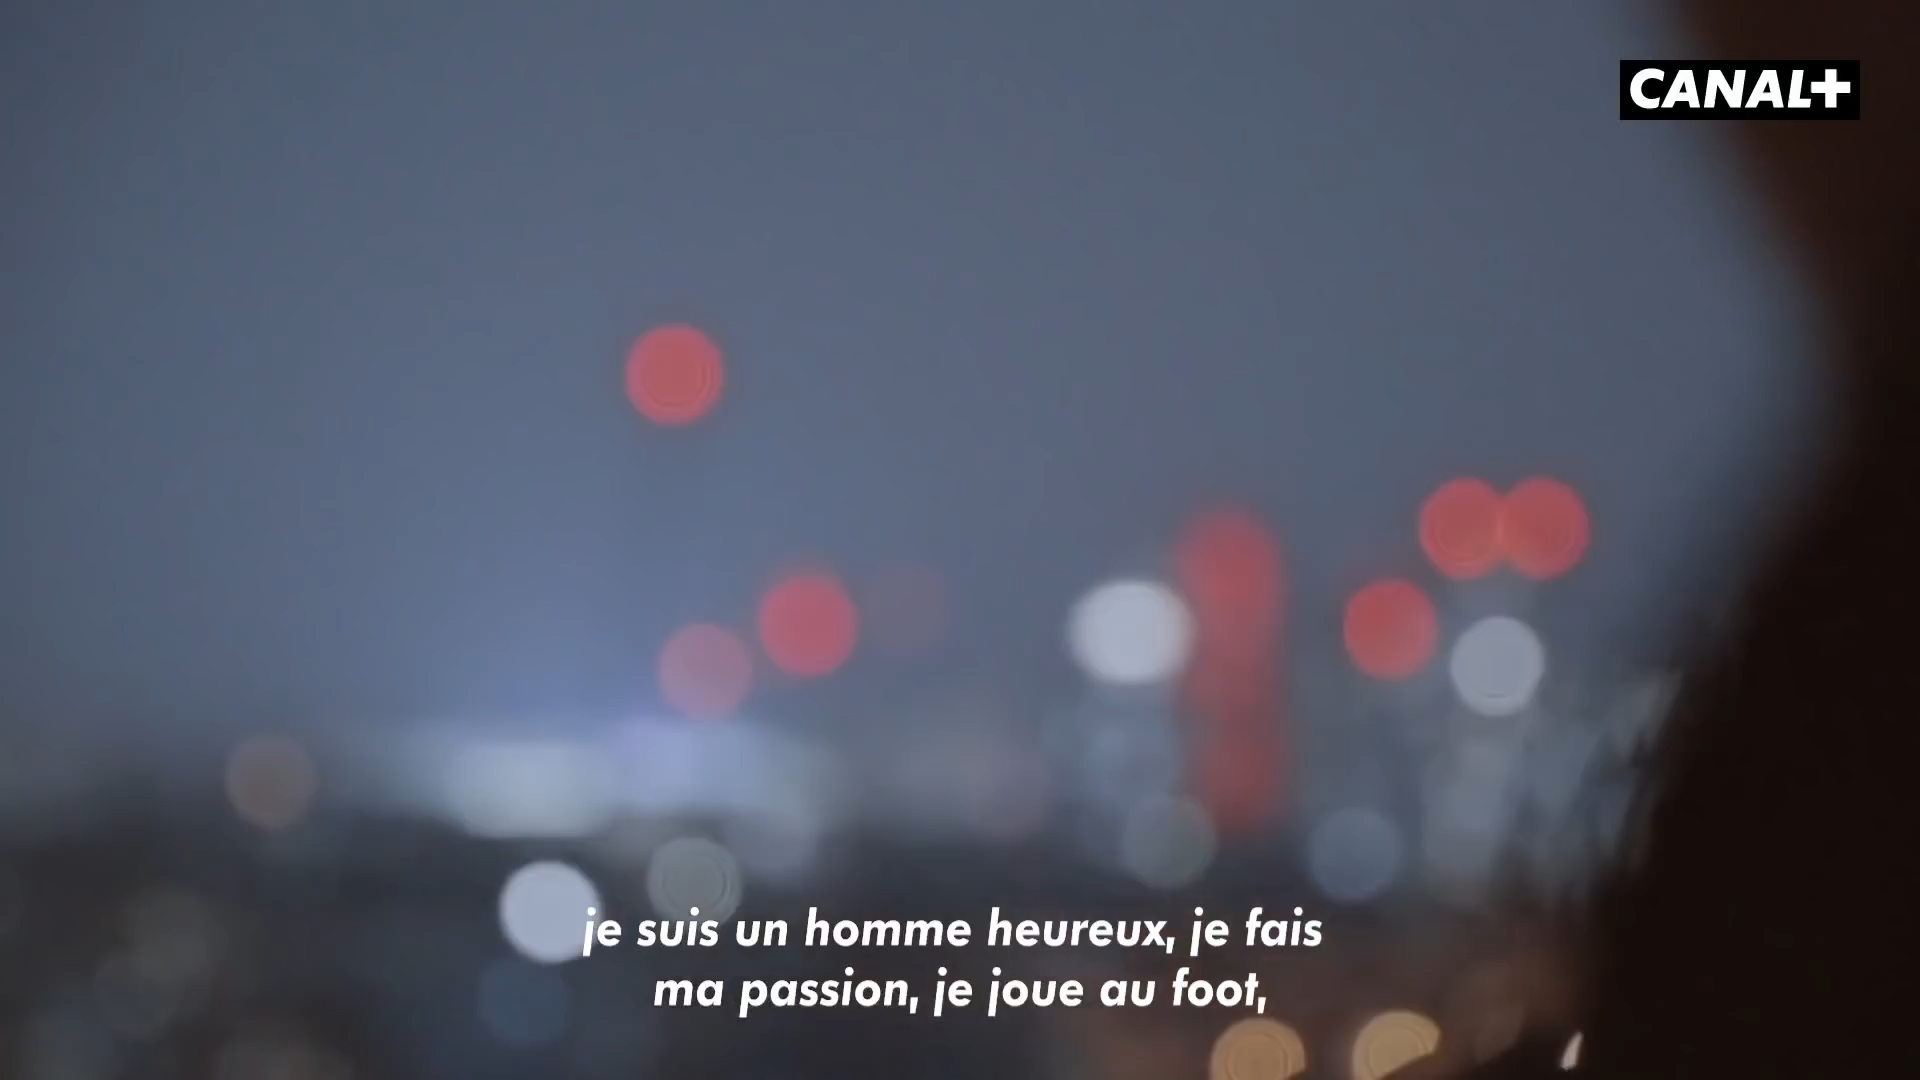 CANAL+
je suis un homme heureux, je fais
ma passion, je joue au foot,